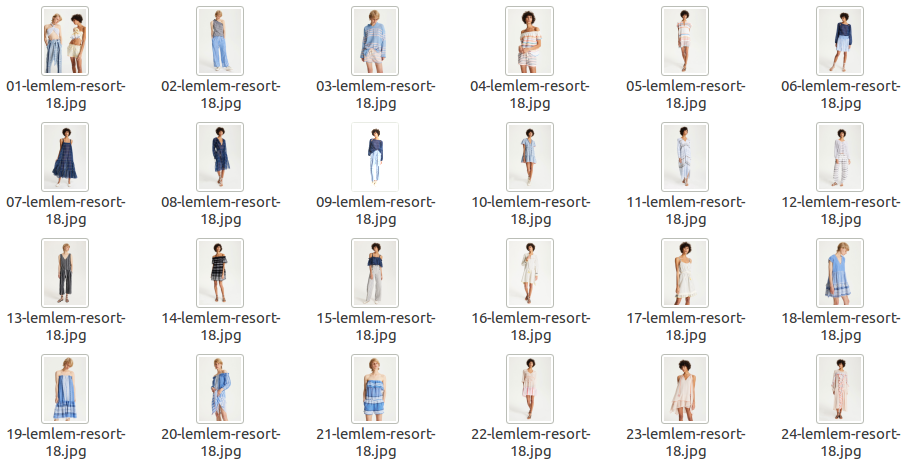 01-lemlem-resort-
18.jpg
02-lemlem-resort-
18.jpg
03-lemlem-resort-
18.jpg
04-lemlem-resort-
18.jpg
05-lemlem-resort-
18.jpg
06-lemlem-resort-
18.jpg
07-lemlem-resort-
18.jpg
08-lemlem-resort-
18.jpg
09-lemlem-resort-
18.jpg
10-lemlem-resort-
18.jpg
11-lemlem-resort-
18.jpg
12-lemlem-resort-
18.jpg
13-lemlem-resort-
18.jpg
14-lemlem-resort-
18.jpg
15-lemlem-resort-
18.jpg
16-lemlem-resort-
18.jpg
17-lemlem-resort-
18.jpg
18-lemlem-resort-
18.jpg
19-lemlem-resort-
18.jpg
20-lemlem-resort-
18.jpg
21-lemlem-resort-
18.jpg
22-lemlem-resort-
18.jpg
23-lemlem-resort-
18.jpg
24-lemlem-resort-
18.jpg